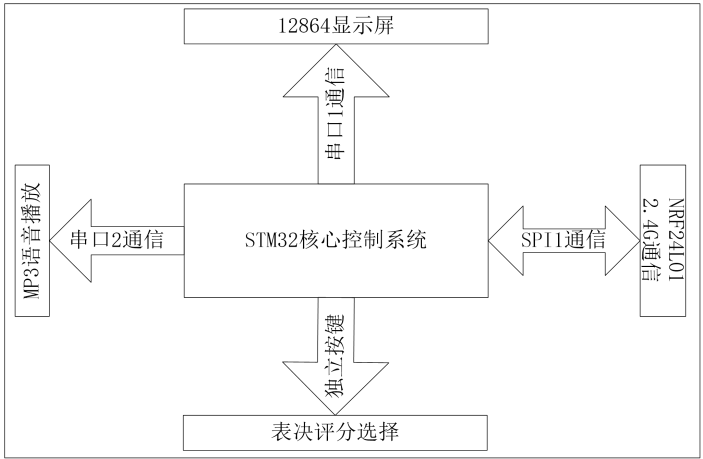 12864显示屏
串口1通信
MP3语音播放
串口2通信
STM32核心控制系统
SPI1通信
NRF24L01
2.4G通信
独立按键
表决评分选择